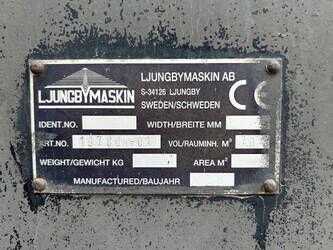 LJUNGBYMASKIN
LJUNGBYMASKIN AB
S-34126 LJUNGBY
SWEDEN/SCHWEDEN
CE
IDENT.NO.
WIDTH/BREITE MM
ART.NO.
VOL/RAUMINH. M³
WEIGHT/GEWICHT KG
AREA M²
MANUFACTURED/BAUJAHR